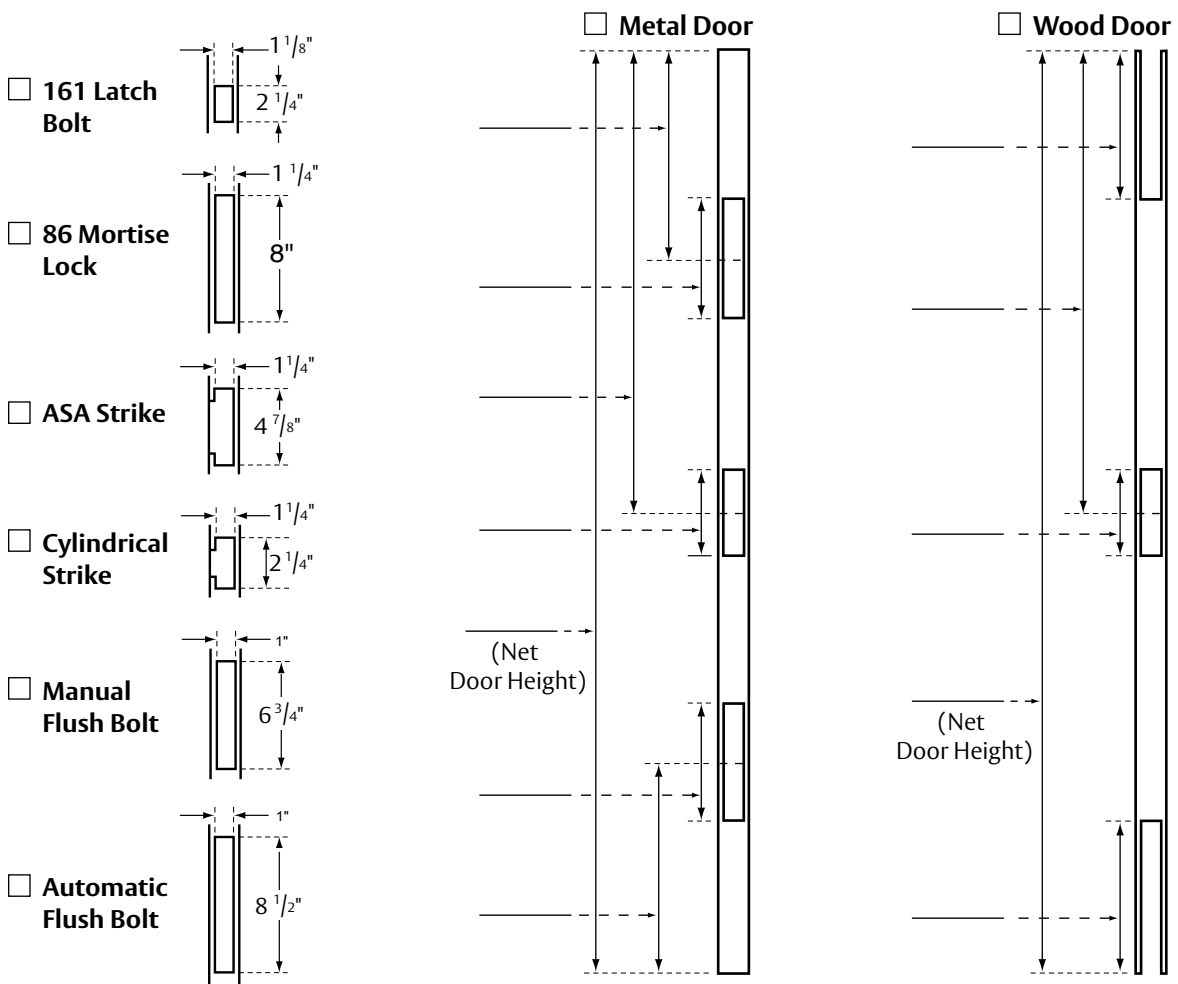 ☐ 161 Latch
Bolt
1 1/8"
2 1/4"
☐ 86 Mortise
Lock
1 1/4"
8"
☐ ASA Strike
1 1/4"
4 7/8"
☐ Cylindrical
Strike
1 1/4"
2 1/4"
☐ Manual
Flush Bolt
1"
6 3/4"
☐ Automatic
Flush Bolt
1"
8 1/2"
☐ Metal Door
(Net
Door Height)
☐ Wood Door
(Net
Door Height)